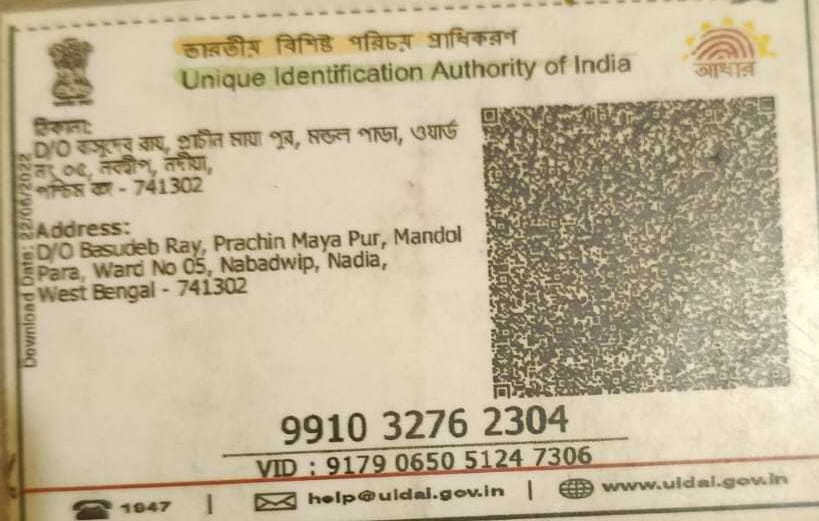 ভারতীয় বিশিষ্ট পরিচয় প্রাধিকরণ
Unique Identification Authority of India
আধার
ঠিকানা:
D/O বাসুদেব রায়, প্রাচীন মায়া পুর, মন্ডল পাড়া, ওয়ার্ড
নং ০৫, নবদ্বীপ, নদীয়া,
পশ্চিম বঙ্গ - 741302
Address:
D/O Basudeb Ray, Prachin Maya Pur, Mandol
Para, Ward No 05, Nabadwip, Nadia,
West Bengal - 741302
Download Date: 22/06/2022
9910 3276 2304
VID : 9179 0650 5124 7306
1947 | help@uidai.gov.in | www.uidai.gov.in